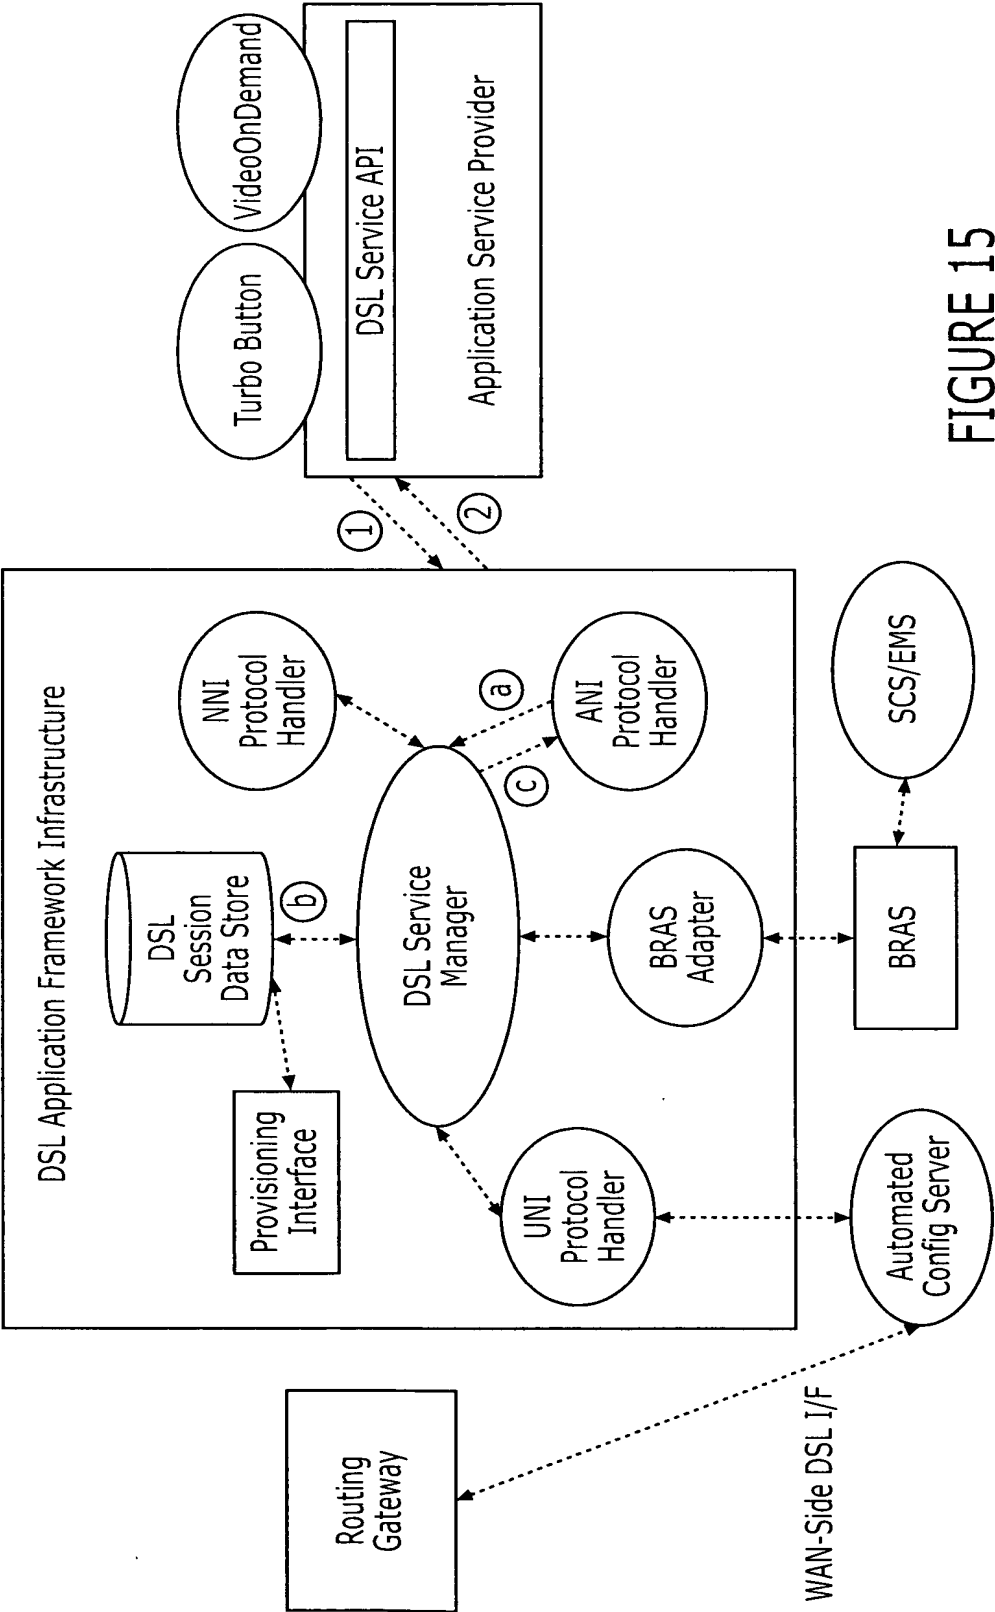 DSL Application Framework Infrastructure
Routing
Gateway
WAN-Side DSL I/F
Provisioning
Interface
DSL
Session
Data Store
b
NNI
Protocol
Handler
DSL Service
Manager
a
c
UNI
Protocol
Handler
BRAS
Adapter
ANI
Protocol
Handler
Automated
Config Server
BRAS
SCS/EMS
1
2
Turbo Button
VideoOnDemand
DSL Service API
Application Service Provider
FIGURE 15